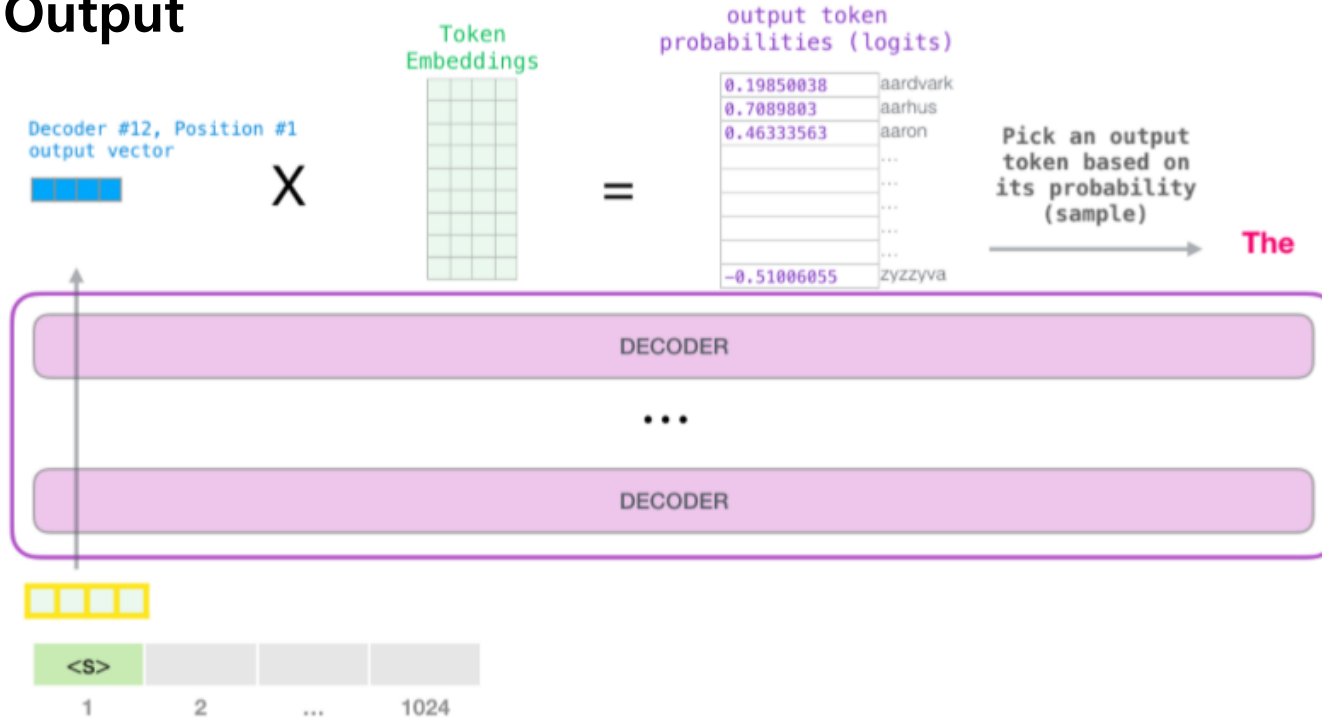 Output
Token
Embeddings
output token
probabilities (logits)
Decoder #12, Position #1
output vector
X
=
0.19850038 aardvark
0.7089803 aarhus
0.46333563 aaron
...
...
...
...
...
-0.51006055 zyzzyva
Pick an output
token based on
its probability
(sample)
The
DECODER
...
DECODER
<S>
1 2 ... 1024